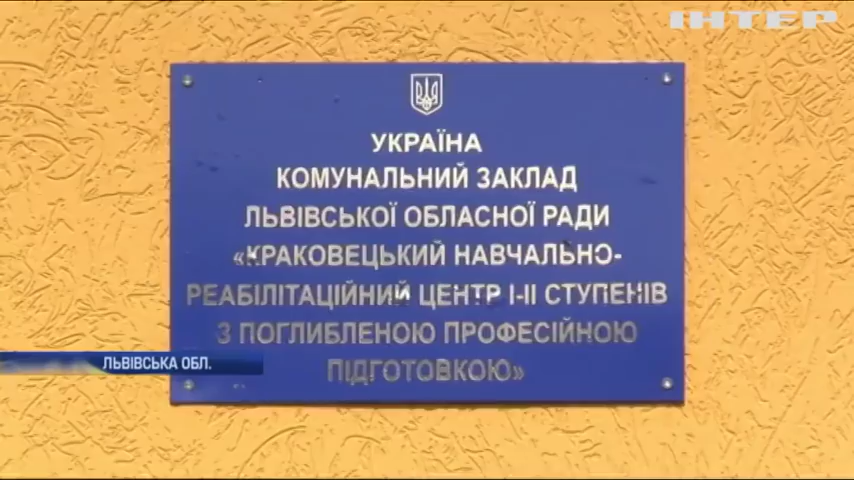 ІНТЕР
УКРАЇНА
КОМУНАЛЬНИЙ ЗАКЛАД
ЛЬВІВСЬКОЇ ОБЛАСНОЇ РАДИ
«КРАКОВЕЦЬКИЙ НАВЧАЛЬНО-
РЕАБІЛІТАЦІЙНИЙ ЦЕНТР І-ІІ СТУПЕНІВ
З ПОГЛИБЛЕНОЮ ПРОФЕСІЙНОЮ
ПІДГОТОВКОЮ»
ЛЬВІВСЬКА ОБЛ.